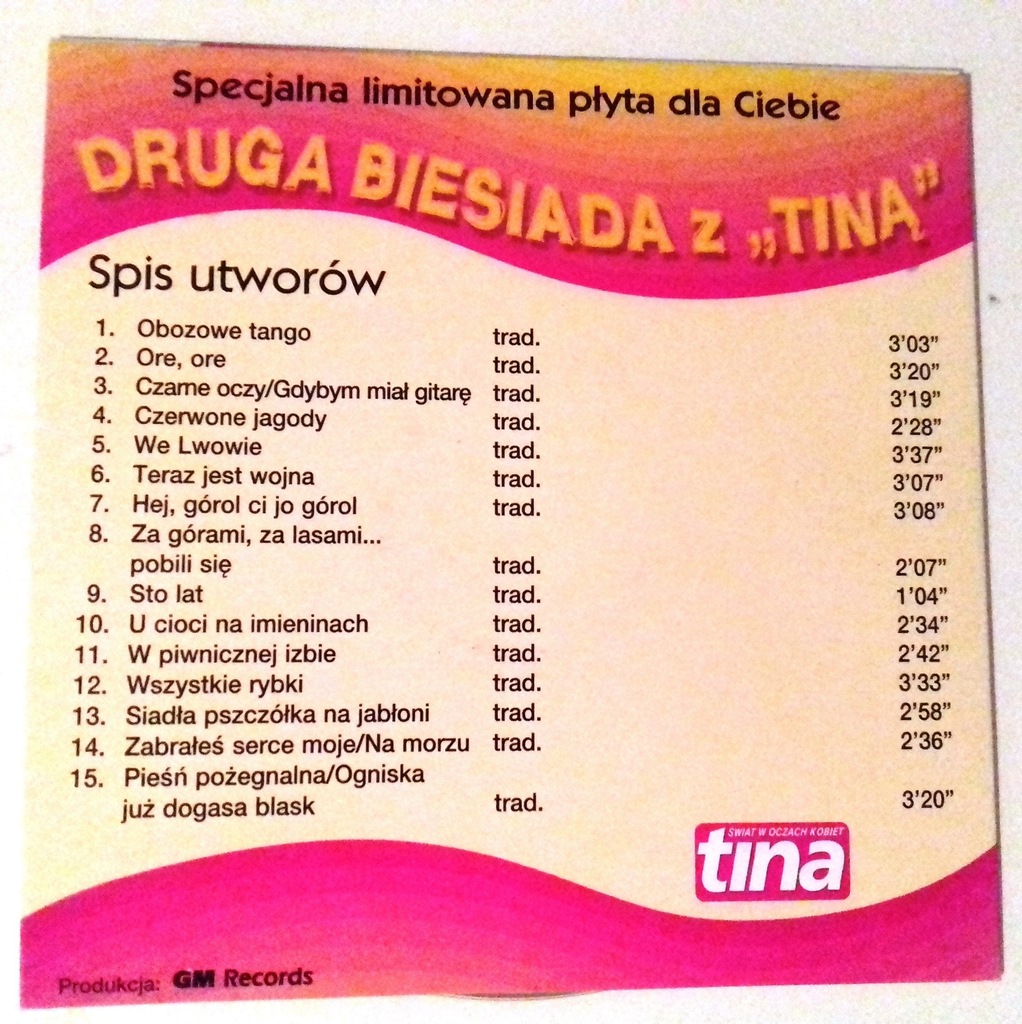 Specjalna limitowana płyta dla Ciebie
DRUGA BIESIADA z „TINĄ”
Spis utworów
1. Obozowe tango trad. 3’03”
2. Ore, ore trad. 3’20”
3. Czarne oczy/Gdybym miał gitarę trad. 3’19”
4. Czerwone jagody trad. 2’28”
5. We Lwowie trad. 3’37”
6. Teraz jest wojna trad. 3’07”
7. Hej, górol ci jo górol trad. 3’08”
8. Za górami, za lasami...
pobili się trad. 2’07”
9. Sto lat trad. 1’04”
10. U cioci na imieninach trad. 2’34”
11. W piwnicznej izbie trad. 2’42”
12. Wszystkie rybki trad. 3’33”
13. Siadła pszczółka na jabłoni trad. 2’58”
14. Zabrałeś serce moje/Na morzu trad. 2’36”
15. Pieśń pożegnalna/Ogniska
już dogasa blask trad. 3’20”
ŚWIAT W OCZACH KOBIET
tina
Produkcja: GM Records